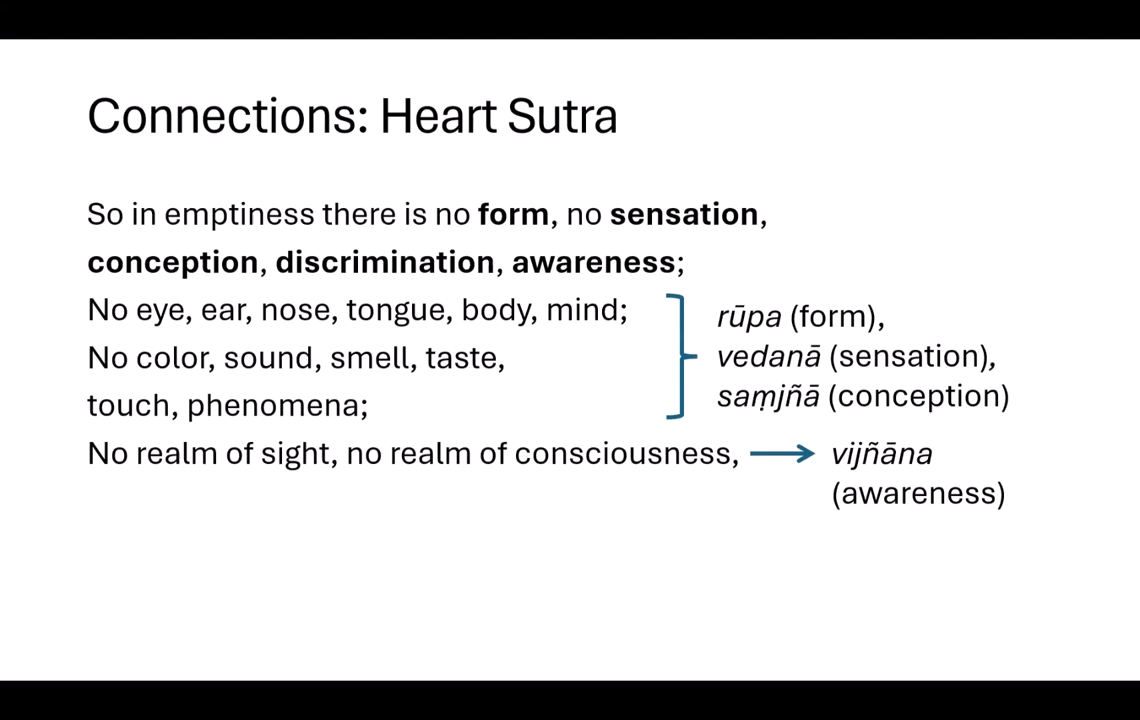 Connections: Heart Sutra
So in emptiness there is no form, no sensation,
conception, discrimination, awareness;
No eye, ear, nose, tongue, body, mind;
No color, sound, smell, taste,
touch, phenomena;
rūpa (form),
vedanā (sensation),
saṃjñā (conception)
No realm of sight, no realm of consciousness,
vijñāna
(awareness)